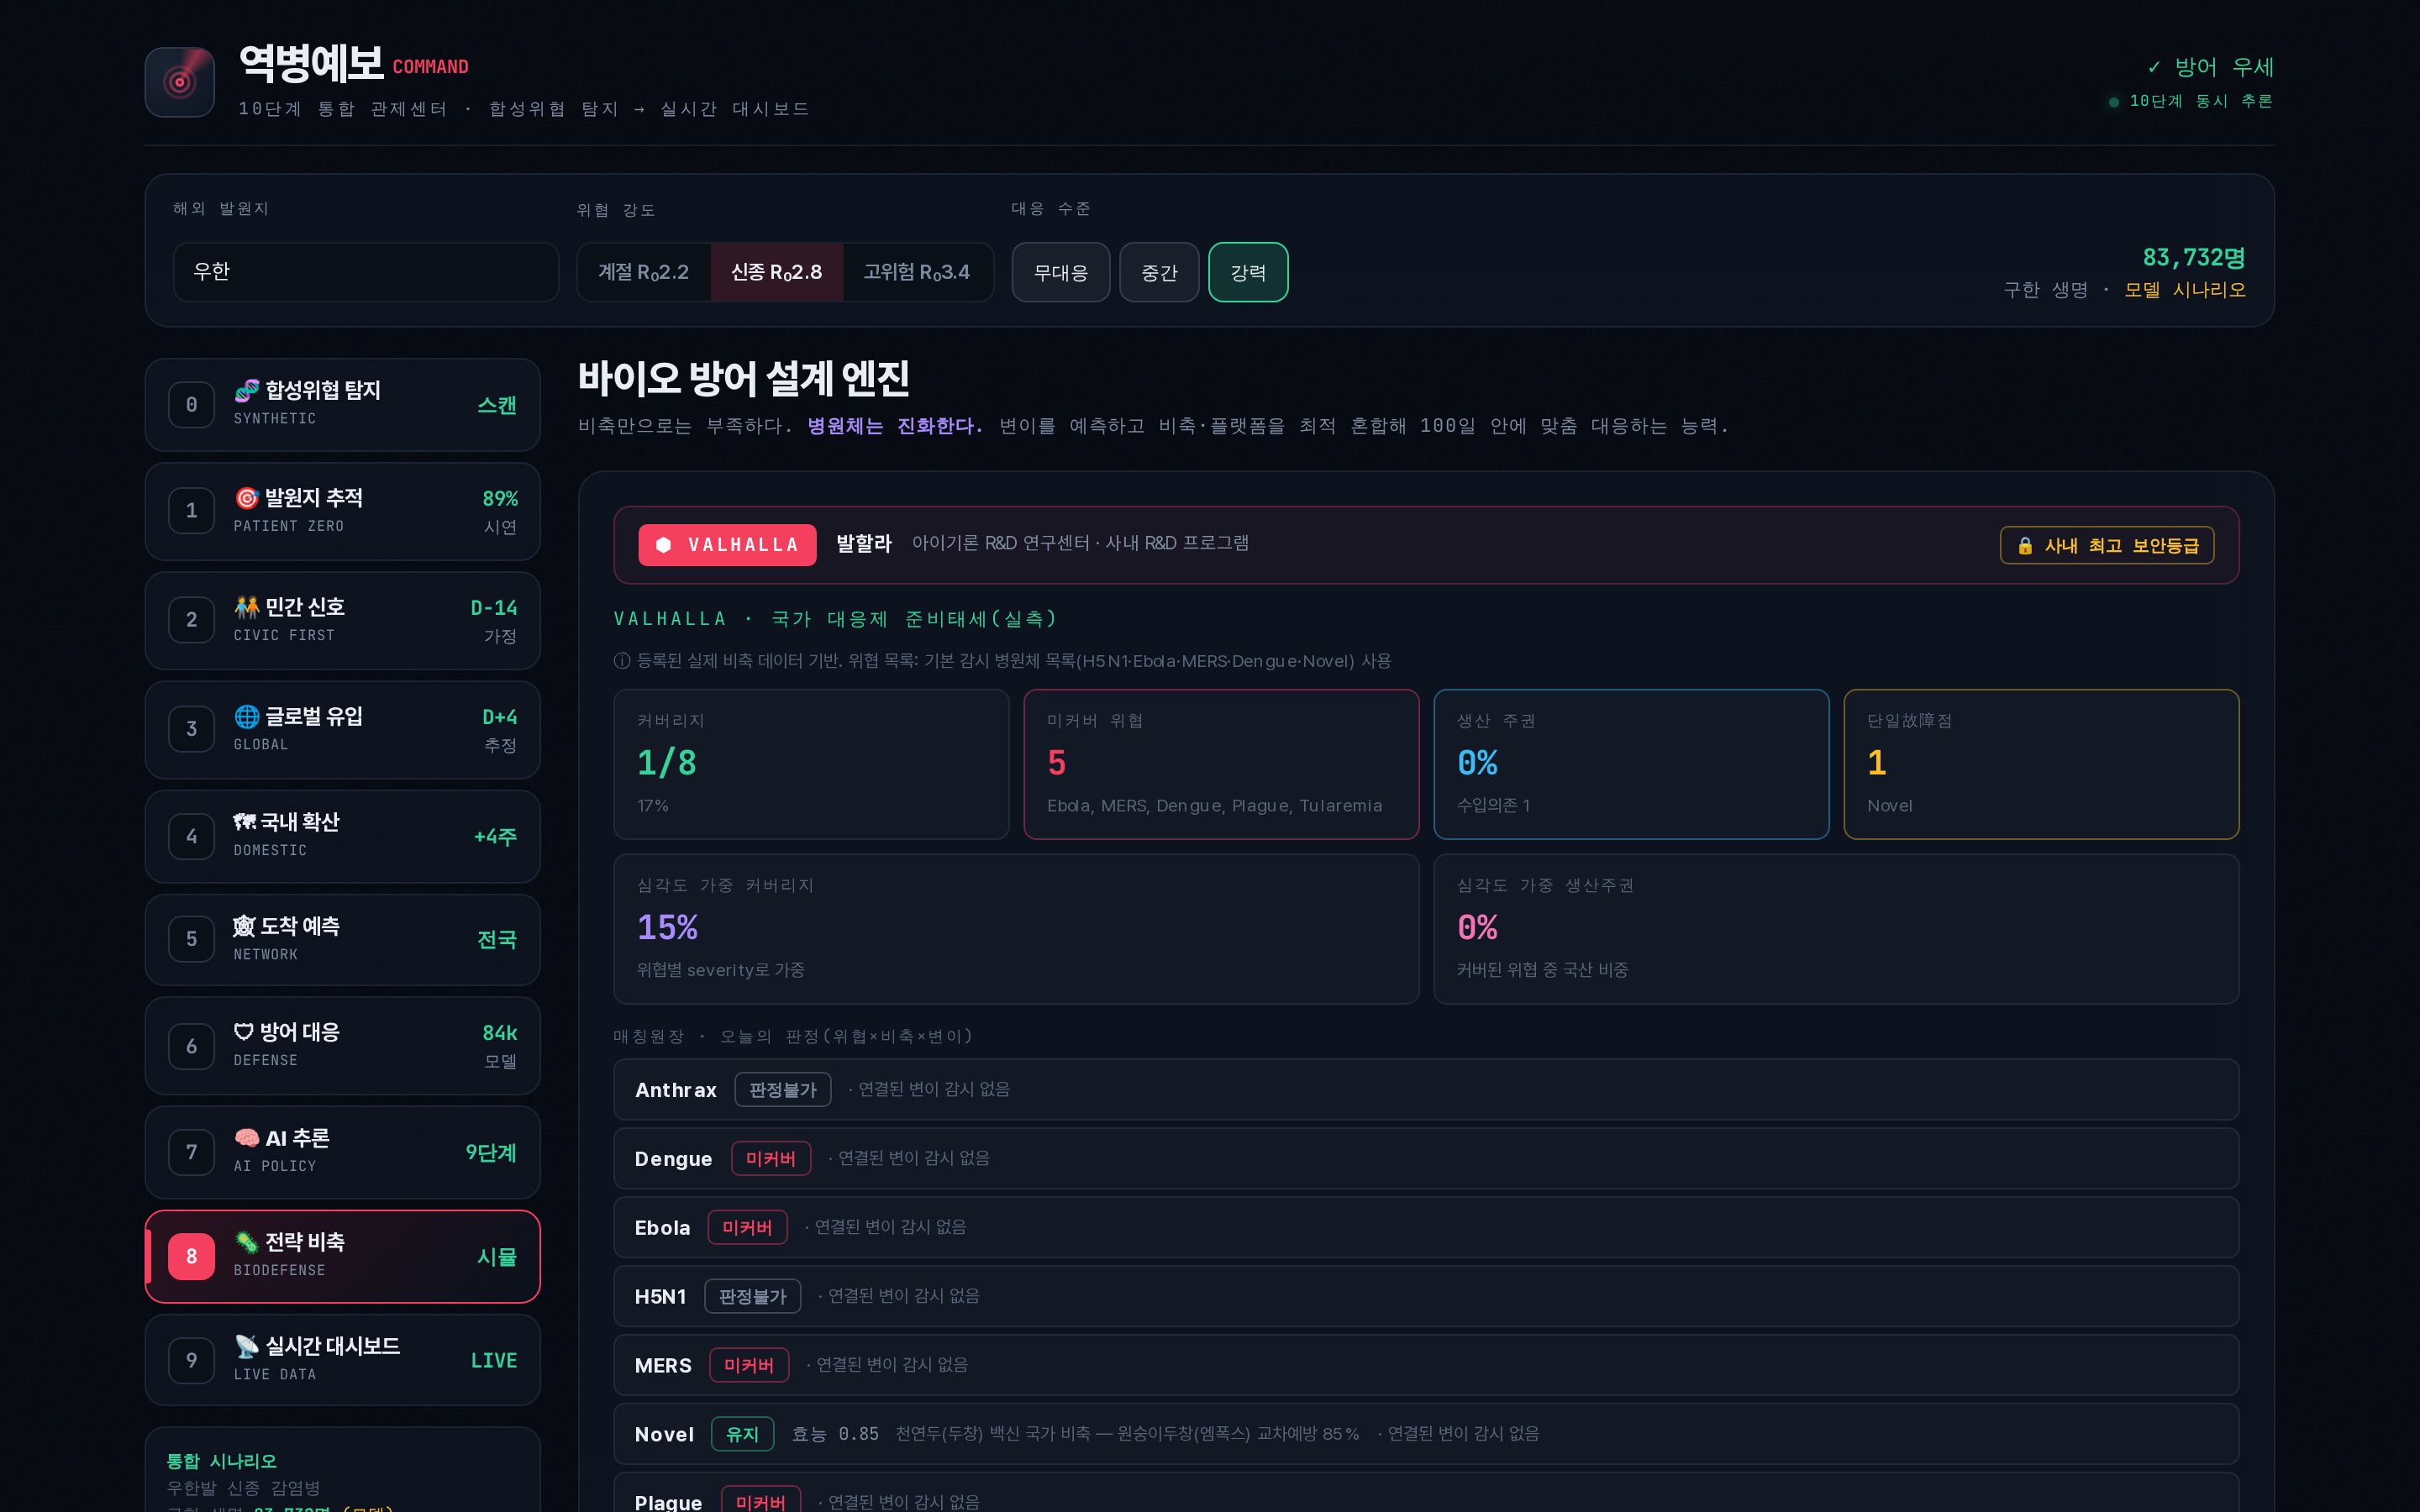 역병예보 COMMAND
10단계 통합 관제센터 · 합성위협 탐지 → 실시간 대시보드
✓ 방어 우세
10단계 동시 추론
해외 발원지
위협 강도
대응 수준
우한
계절 R₀2.2
신종 R₀2.8
고위험 R₀3.4
무대응
중간
강력
83,732명
구한 생명 · 모델 시나리오
0
🧬 합성위협 탐지
SYNTHETIC
스캔
1
🎯 발원지 추적
PATIENT ZERO
89%
시연
2
🧑‍🤝‍🧑 민간 신호
CIVIC FIRST
D-14
가정
3
🌐 글로벌 유입
GLOBAL
D+4
추정
4
🗺 국내 확산
DOMESTIC
+4주
5
🕸 도착 예측
NETWORK
전국
6
🛡 방어 대응
DEFENSE
84k
모델
7
🧠 AI 추론
AI POLICY
9단계
8
🦠 전략 비축
BIODEFENSE
시뮬
9
📡 실시간 대시보드
LIVE DATA
LIVE
통합 시나리오
우한발 신종 감염병
구한 생명 83,732명 (모델)
바이오 방어 설계 엔진
비축만으로는 부족하다. 병원체는 진화한다. 변이를 예측하고 비축·플랫폼을 최적 혼합해 100일 안에 맞춤 대응하는 능력.
⬢ VALHALLA
발할라
아이기론 R&D 연구센터 · 사내 R&D 프로그램
🔒 사내 최고 보안등급
VALHALLA · 국가 대응제 준비태세(실측)
ⓘ 등록된 실제 비축 데이터 기반. 위협 목록: 기본 감시 병원체 목록(H5N1·Ebola·MERS·Dengue·Novel) 사용
커버리지
1/8
17%
미커버 위협
5
Ebola, MERS, Dengue, Plague, Tularemia
생산 주권
0%
수입의존 1
단일故障점
1
Novel
심각도 가중 커버리지
15%
위협별 severity로 가중
심각도 가중 생산주권
0%
커버된 위협 중 국산 비중
매칭원장 · 오늘의 판정(위협×비축×변이)
Anthrax 판정불가 · 연결된 변이 감시 없음
Dengue 미커버 · 연결된 변이 감시 없음
Ebola 미커버 · 연결된 변이 감시 없음
H5N1 판정불가 · 연결된 변이 감시 없음
MERS 미커버 · 연결된 변이 감시 없음
Novel 유지 효능 0.85 천연두(두창) 백신 국가 비축 — 원숭이두창(엠폭스) 교차예방 85% · 연결된 변이 감시 없음
Plague 미커버 · 연결된 변이 감시 없음